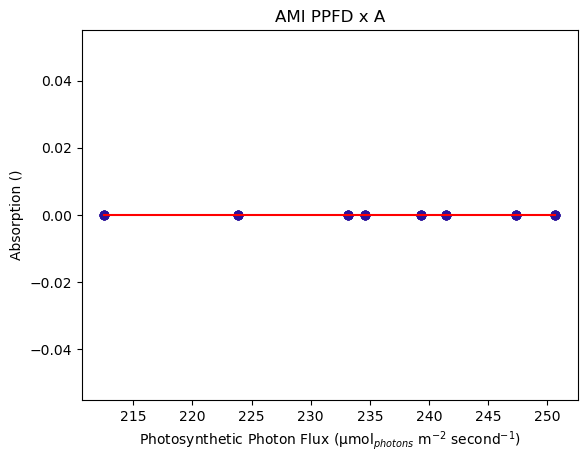 AMI PPFD x A
Absorption ()
0.04
0.02
0.00
−0.02
−0.04
215 220 225 230 235 240 245 250
Photosynthetic Photon Flux (μmol$_{photons}$ m$^{-2}$ second$^{-1}$)